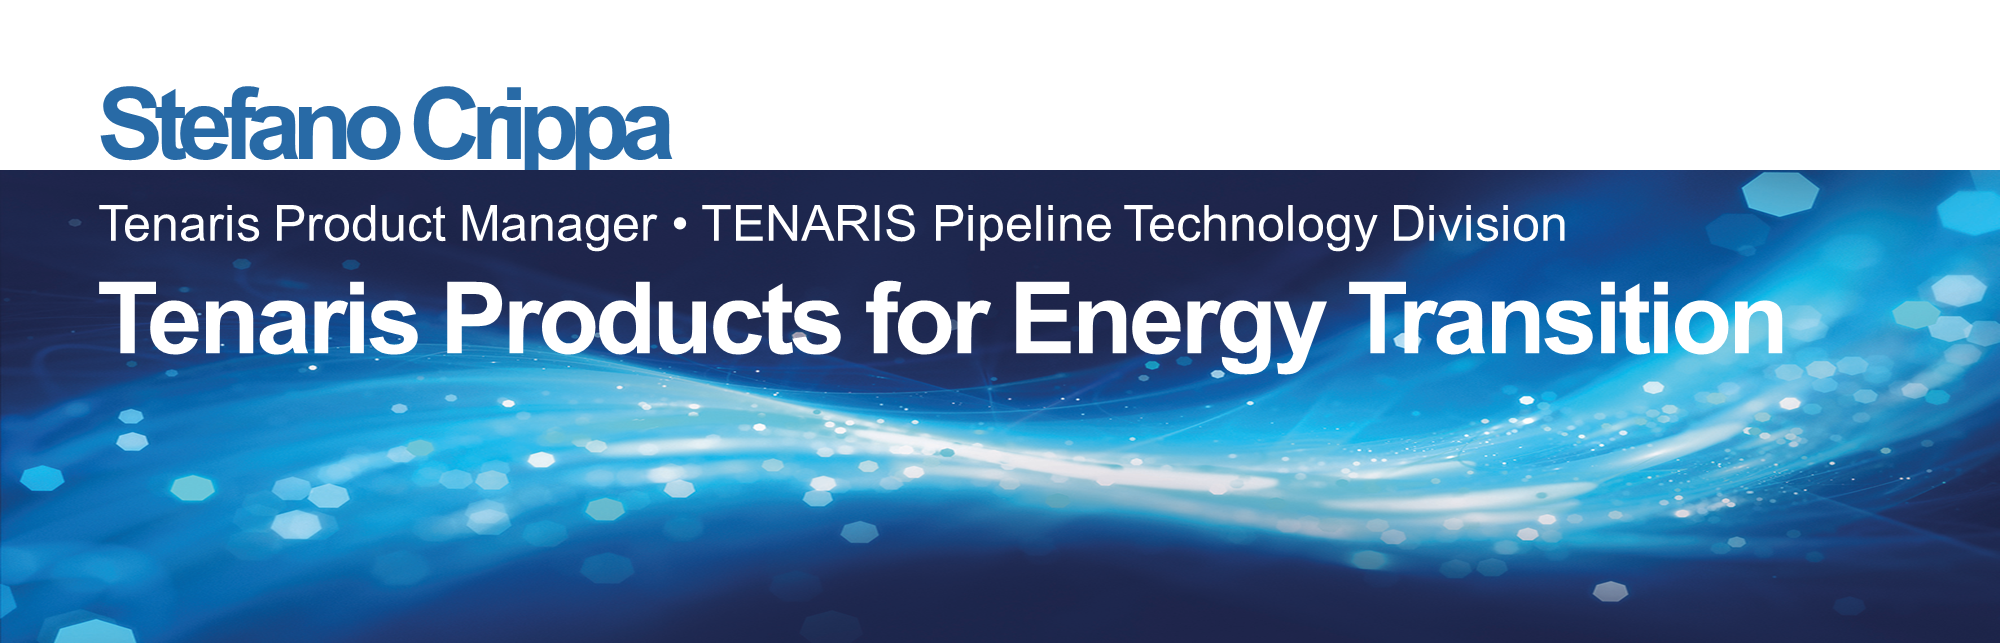 Stefano Crippa
Tenaris Product Manager • TENARIS Pipeline Technology Division
Tenaris Products for Energy Transition